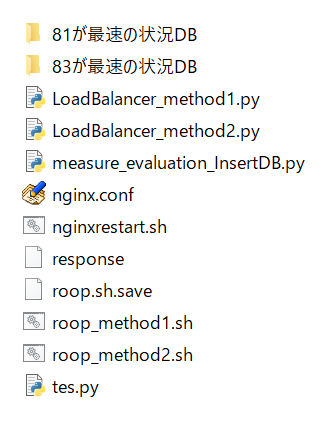 81が最速の状況DB
83が最速の状況DB
LoadBalancer_method1.py
LoadBalancer_method2.py
measure_evaluation_InsertDB.py
nginx.conf
nginxrestart.sh
response
roop.sh.save
roop_method1.sh
roop_method2.sh
tes.py